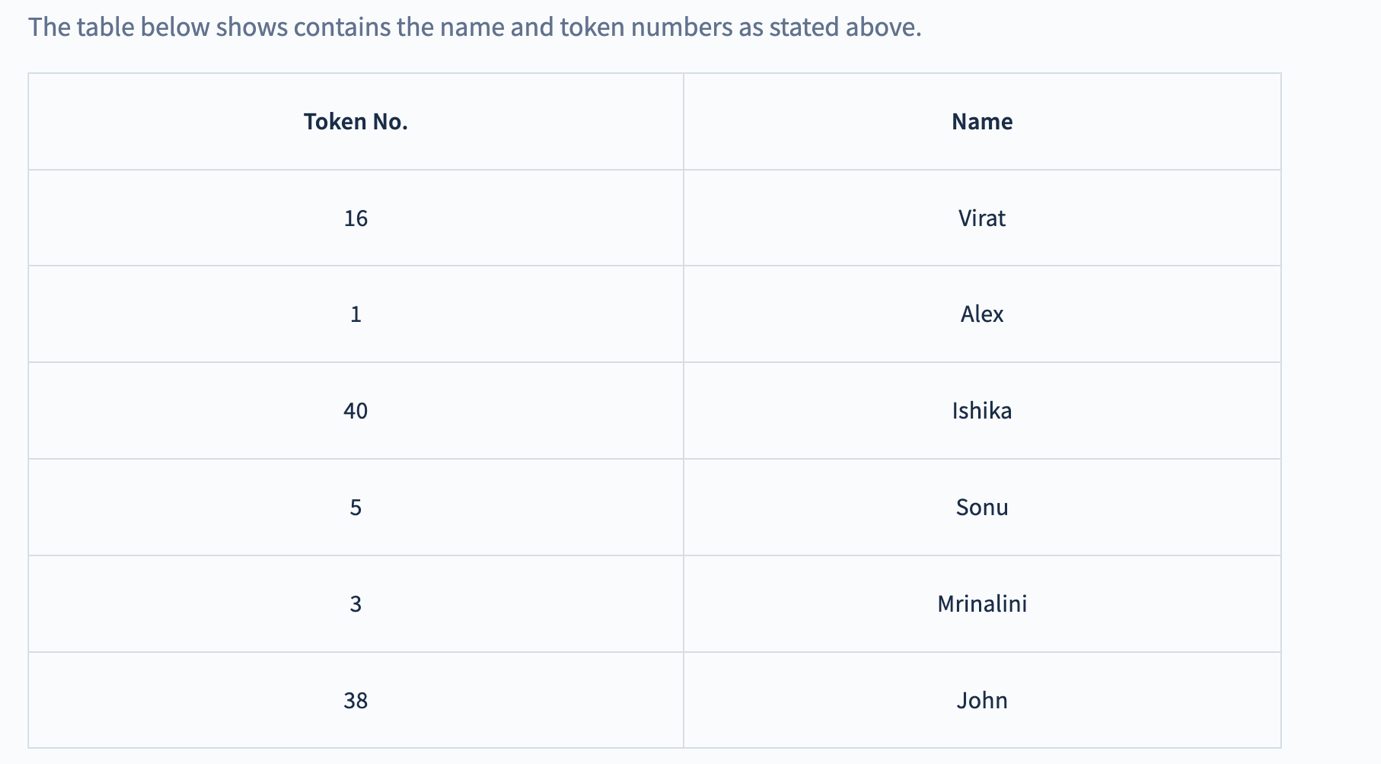 The table below shows contains the name and token numbers as stated above.
Token No. Name
16 Virat
1 Alex
40 Ishika
5 Sonu
3 Mrinalini
38 John